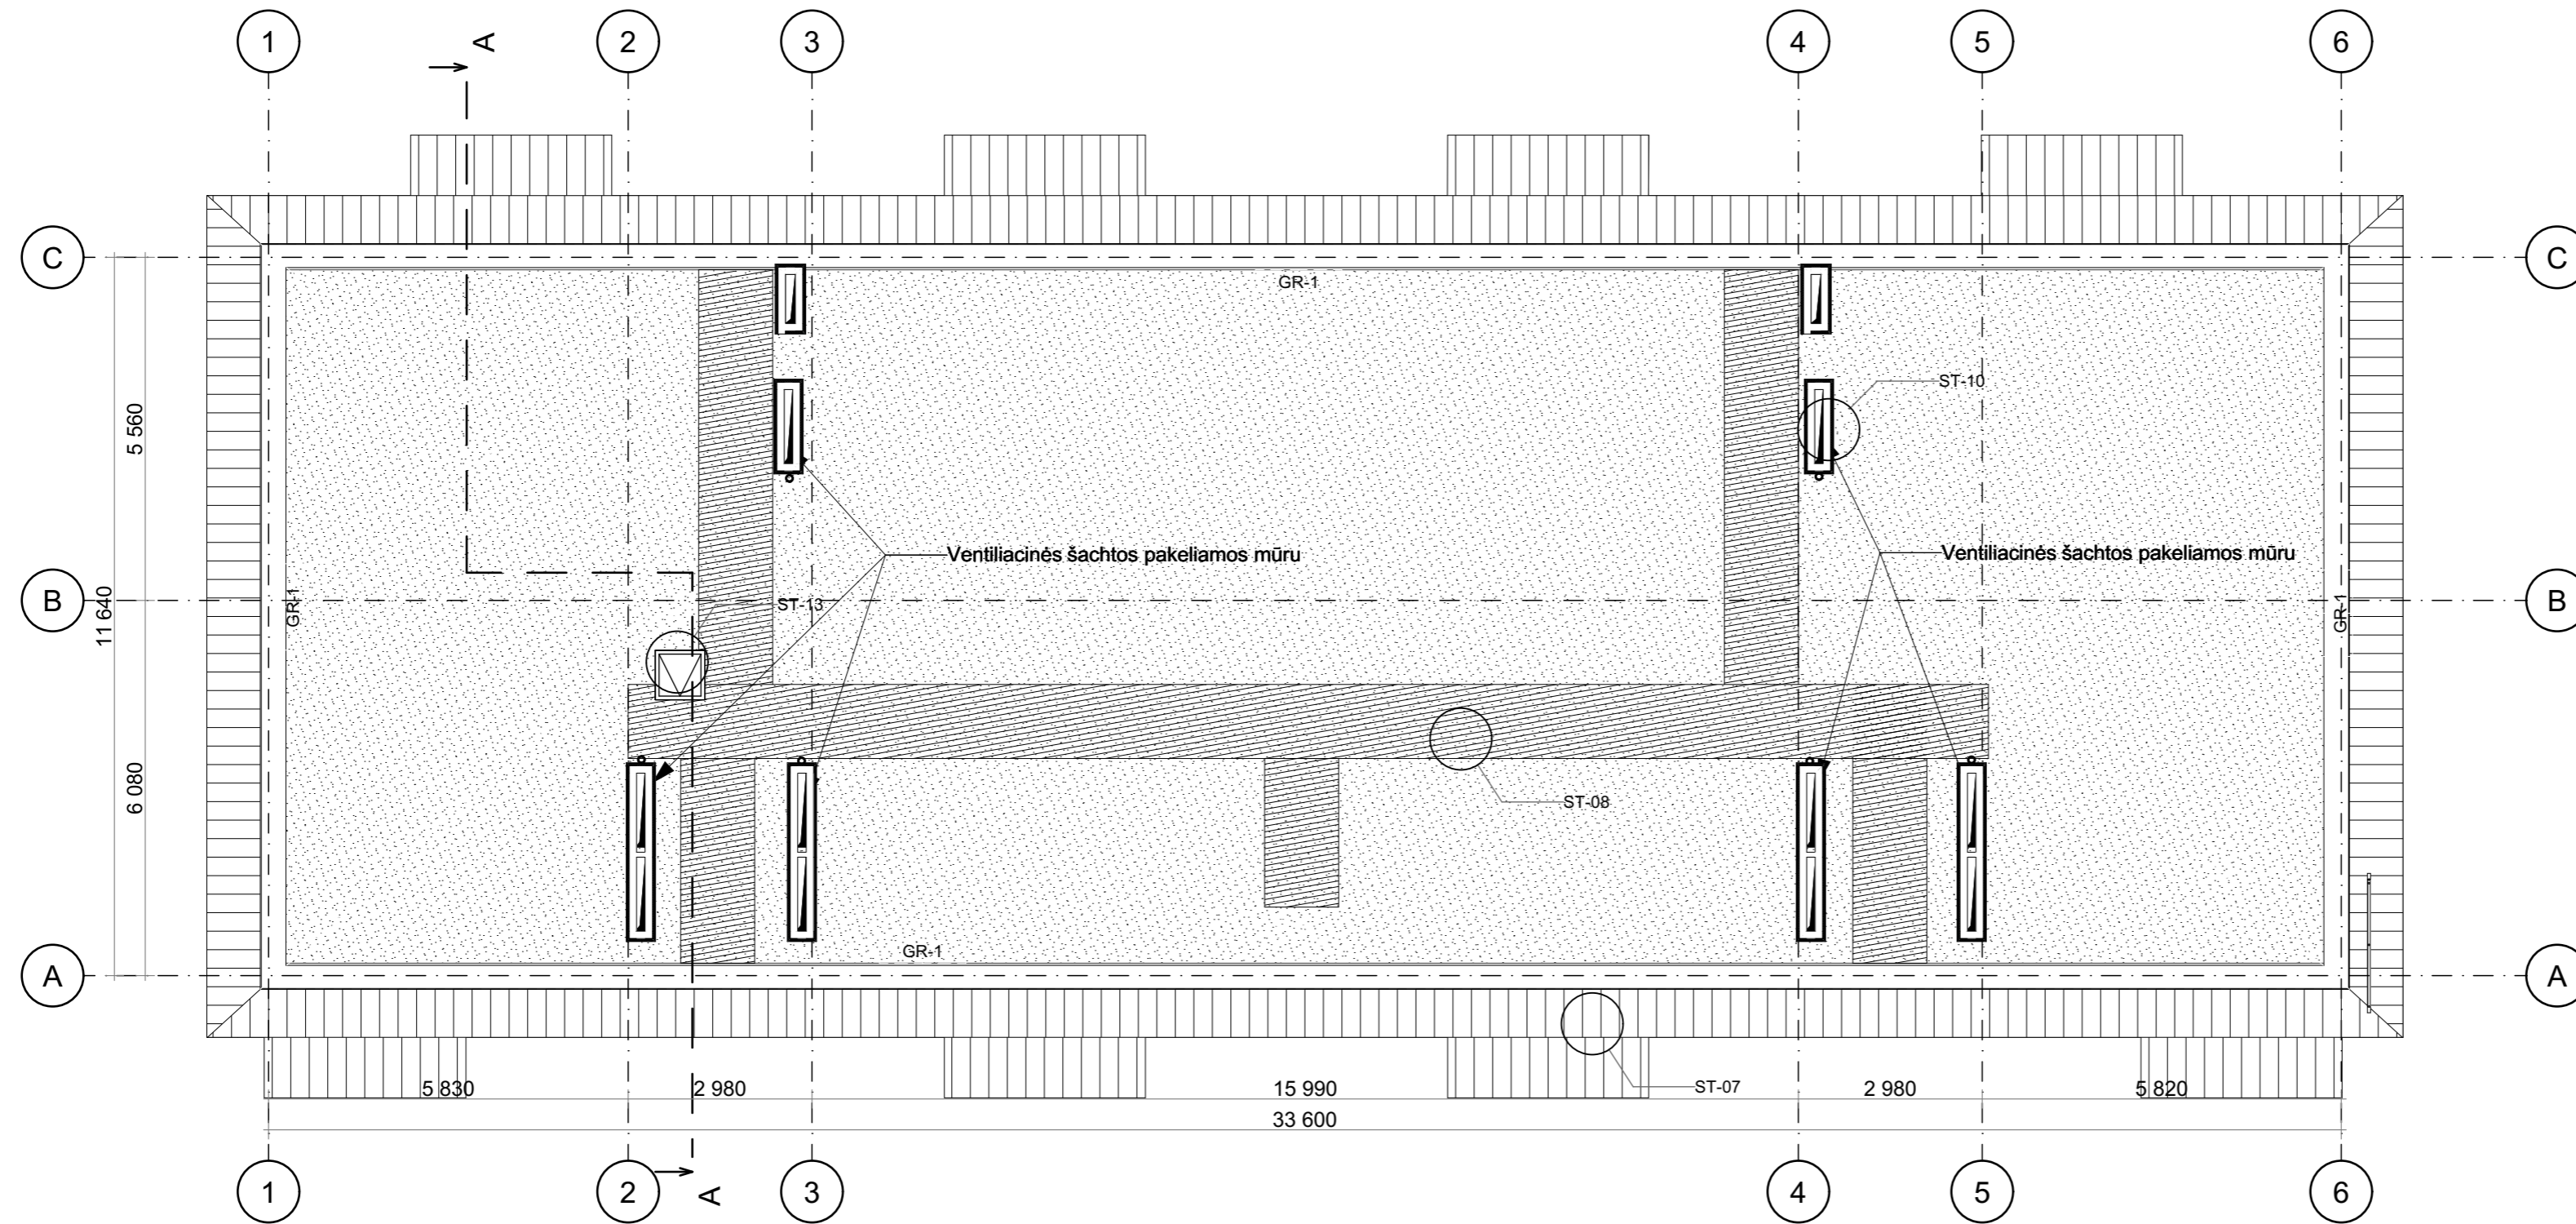 1
2
3
4
5
6
A
C
C
GR-1
ST-10
5 560
Ventiliacinės šachtos pakeliamos mūru
Ventiliacinės šachtos pakeliamos mūru
B
11 640
GR-1
ST-13
GR-1
B
6 080
ST-08
GR-1
A
A
5 830
2 980
15 990
ST-07
2 980
5 820
33 600
1
2
A
3
4
5
6